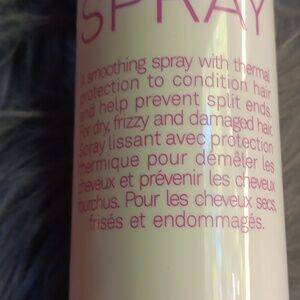 SPRAY
A smoothing spray with thermal
protection to condition hair
and help prevent split ends.
For dry, frizzy and damaged hair.
Spray lissant avec protection
thermique pour démêler les
cheveux et prévenir les cheveux
fourchus. Pour les cheveux secs,
frisés et endommagés.